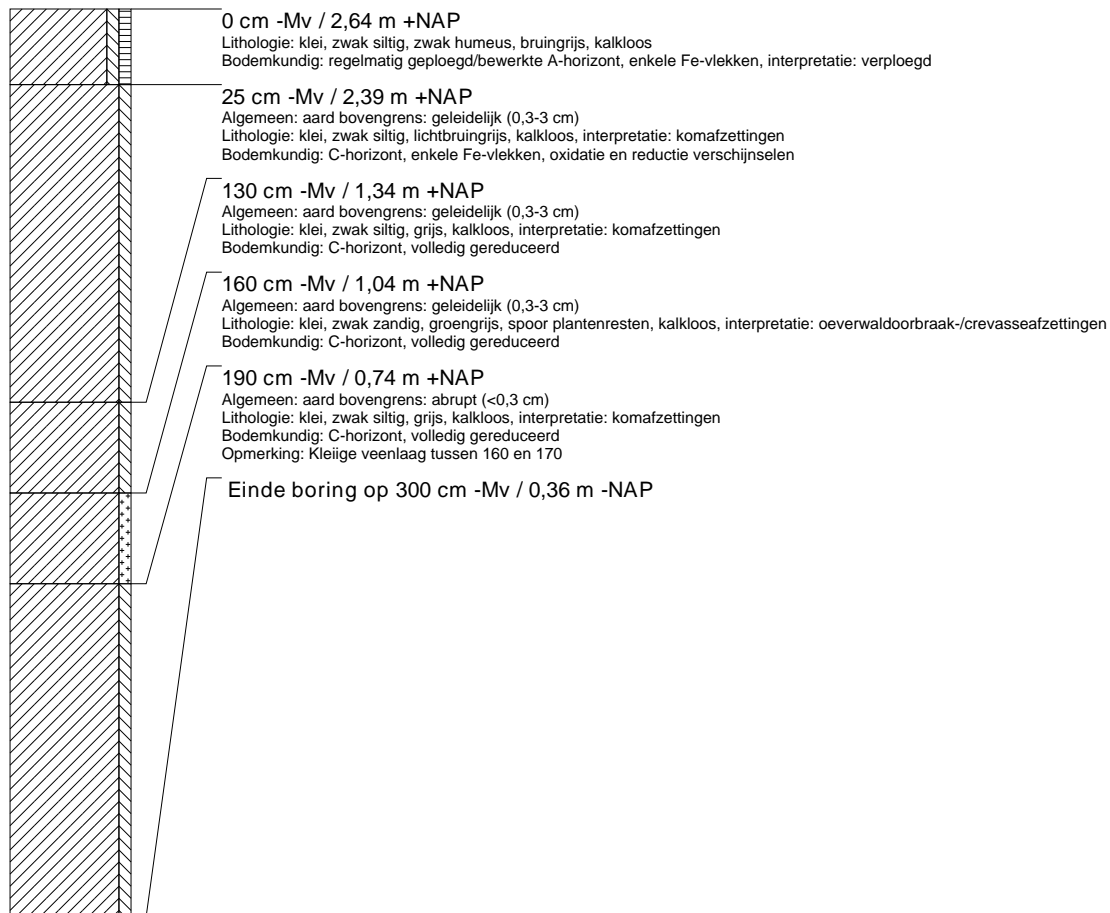 0 cm -Mv / 2,64 m +NAP
Lithologie: klei, zwak siltig, zwak humeus, bruingrijs, kalkloos
Bodemkundig: regelmatig geploegd/bewerkte A-horizont, enkele Fe-vlekken, interpretatie: verploegd
25 cm -Mv / 2,39 m +NAP
Algemeen: aard bovengrens: geleidelijk (0,3-3 cm)
Lithologie: klei, zwak siltig, lichtbruingrijs, kalkloos, interpretatie: komafzettingen
Bodemkundig: C-horizont, enkele Fe-vlekken, oxidatie en reductie verschijnselen
130 cm -Mv / 1,34 m +NAP
Algemeen: aard bovengrens: geleidelijk (0,3-3 cm)
Lithologie: klei, zwak siltig, grijs, kalkloos, interpretatie: komafzettingen
Bodemkundig: C-horizont, volledig gereduceerd
160 cm -Mv / 1,04 m +NAP
Algemeen: aard bovengrens: geleidelijk (0,3-3 cm)
Lithologie: klei, zwak zandig, groengrijs, spoor plantenresten, kalkloos, interpretatie: oeverwaldoorbraak-/crevasseafzettingen
Bodemkundig: C-horizont, volledig gereduceerd
190 cm -Mv / 0,74 m +NAP
Algemeen: aard bovengrens: abrupt (<0,3 cm)
Lithologie: klei, zwak siltig, grijs, kalkloos, interpretatie: komafzettingen
Bodemkundig: C-horizont, volledig gereduceerd
Opmerking: Kleiige veenlaag tussen 160 en 170
Einde boring op 300 cm -Mv / 0,36 m -NAP